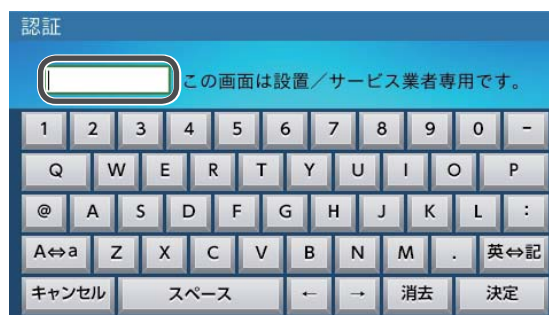 認証
この画面は設置／サービス業者専用です。
1 2 3 4 5 6 7 8 9 0 -
Q W E R T Y U I O P
@ A S D F G H J K L :
A⇔a Z X C V B N M . 英⇔記
キャンセル スペース ← → 消去 決定